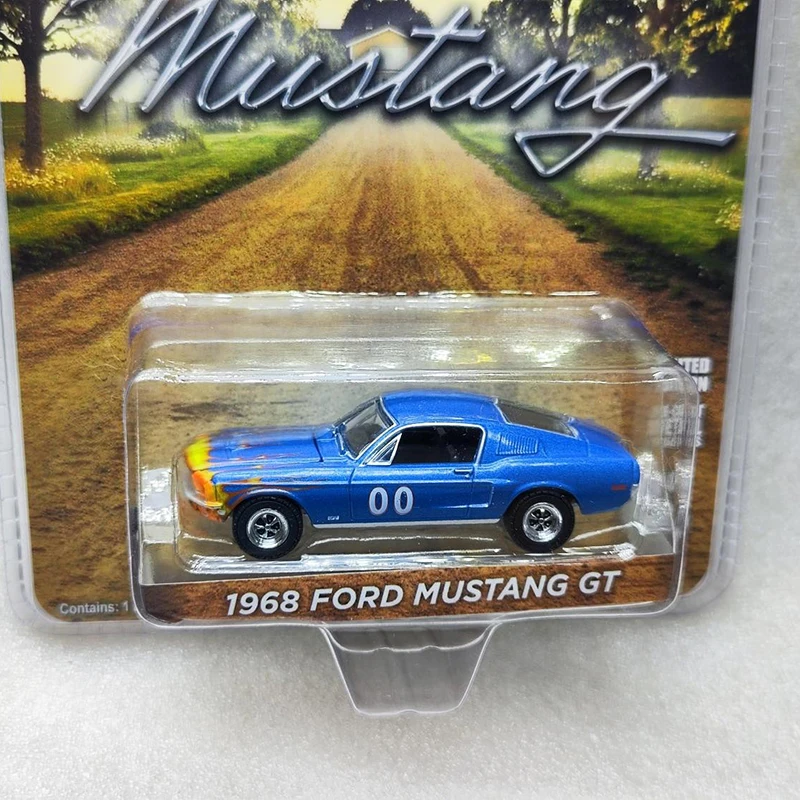 Mustang
00
1968 FORD MUSTANG GT
Contains: 1